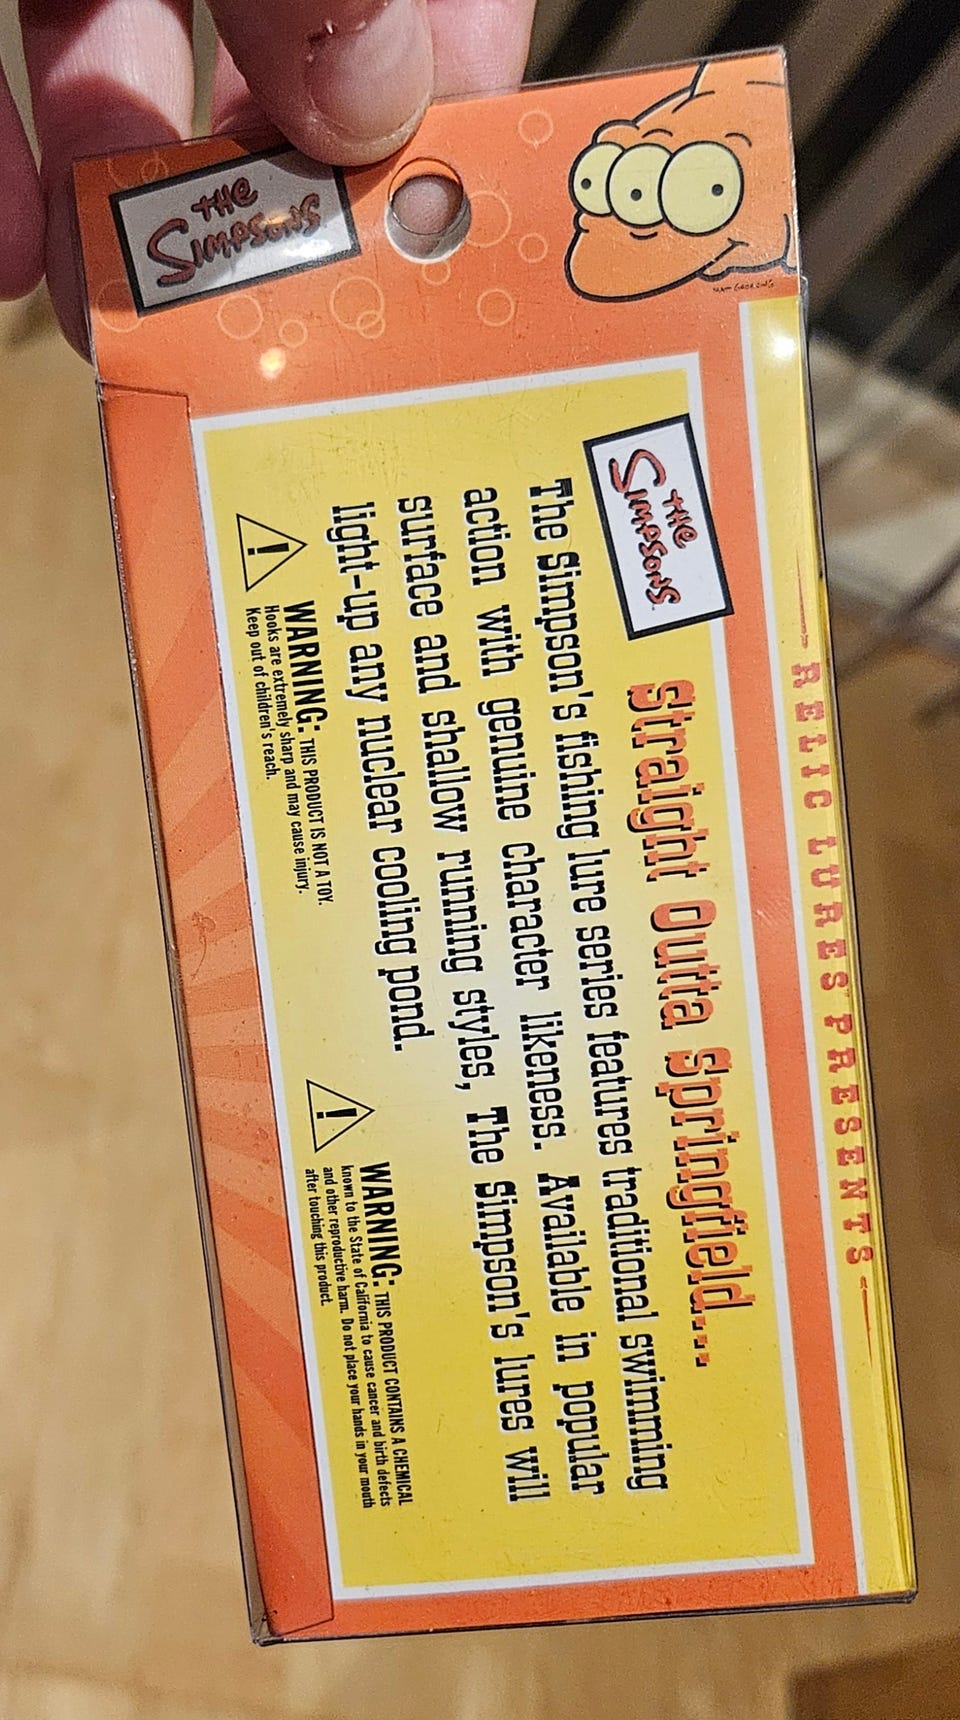 THE
SIMPSONS
MATT GROENING
RELIC LURES PRESENTS
THE
SIMPSONS
Straight Outta Springfield...
The Simpson's fishing lure series features traditional swimming
action with genuine character likeness. Available in popular
surface and shallow running styles, The Simpson's lures will
light-up any nuclear cooling pond.
WARNING: THIS PRODUCT IS NOT A TOY.
Hooks are extremely sharp and may cause injury.
Keep out of children's reach.
WARNING: THIS PRODUCT CONTAINS A CHEMICAL
known to the State of California to cause cancer and birth defects
and other reproductive harm. Do not place your hands in your mouth
after touching this product.